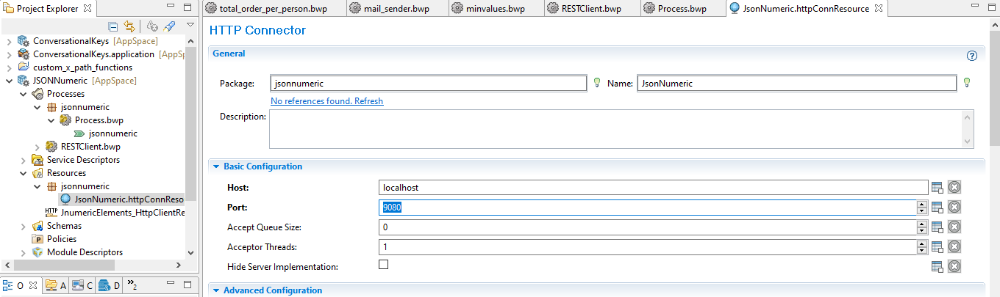 Project Explorer
total_order_per_person.bwp mail_sender.bwp minvalues.bwp RESTClient.bwp Process.bwp JsonNumeric.httpConnResource
ConversationalKeys [AppSpace]
ConversationalKeys.application [AppSp
custom_x_path_functions
JSONNumeric [AppSpace]
Processes
jsonnumeric
Process.bwp
jsonnumeric
RESTClient.bwp
Service Descriptors
Resources
jsonnumeric
JsonNumeric.httpConnReso
HTTP JnumericElements_HttpClientRe
Schemas
Policies
Module Descriptors
O A C D »2
HTTP Connector
General
Package: jsonnumeric Name: JsonNumeric
No references found. Refresh
Description:
Basic Configuration
Host: localhost
Port: 9080
Accept Queue Size: 0
Acceptor Threads: 1
Hide Server Implementation:
Advanced Configuration